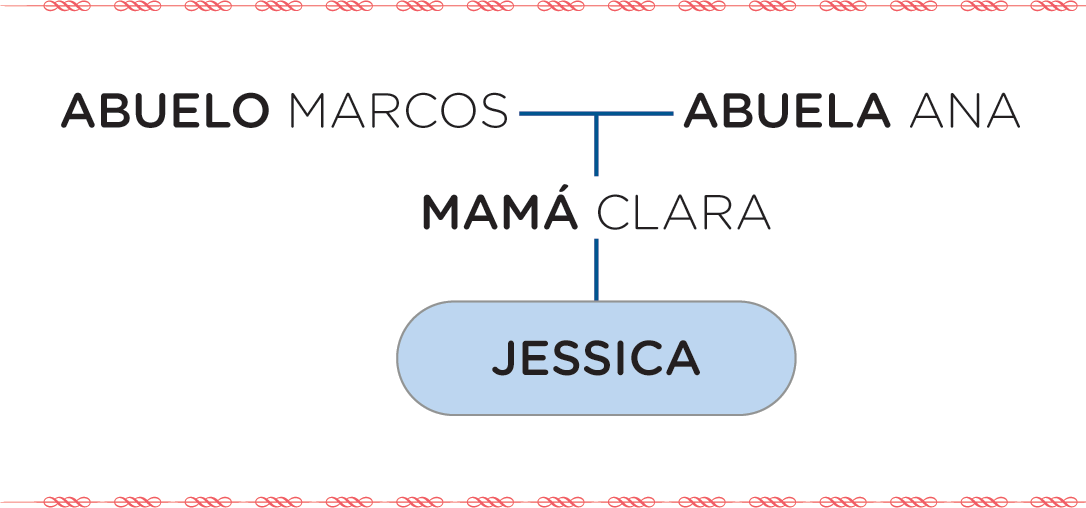 ABUELO MARCOS ABUELA ANA
MAMÁ CLARA
JESSICA